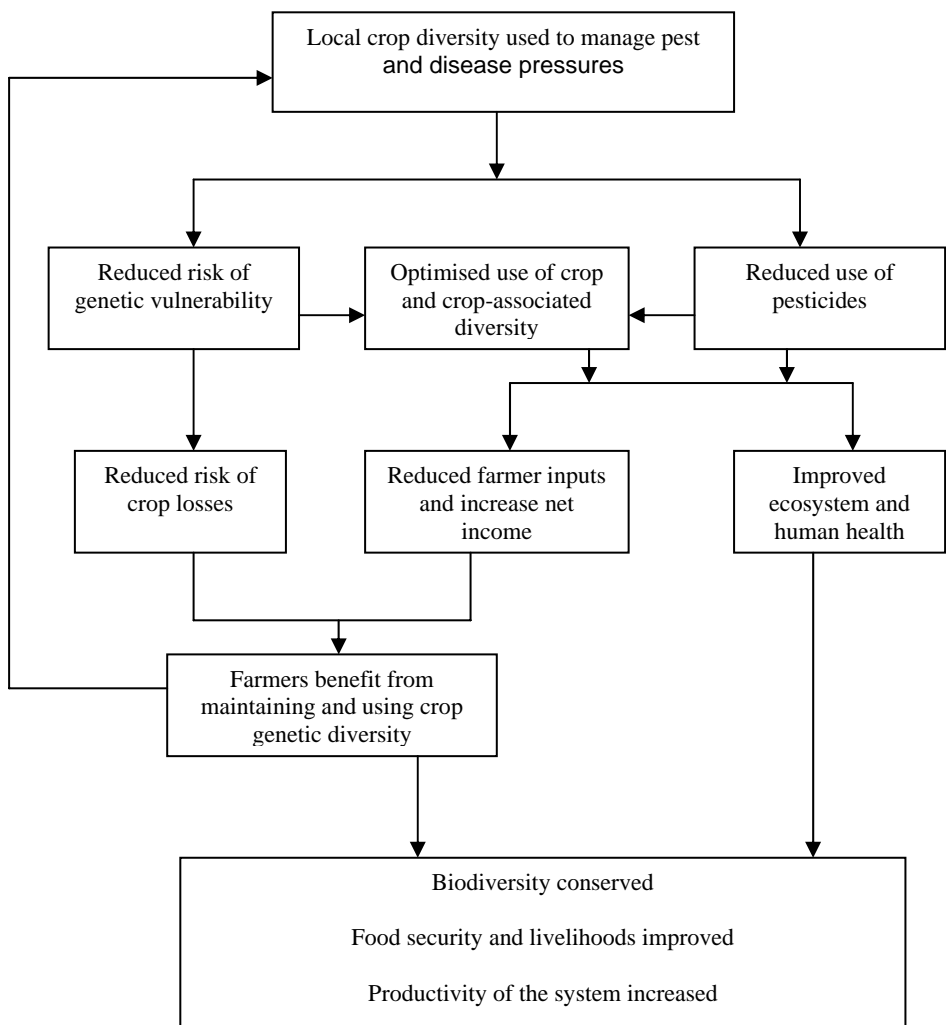 Local crop diversity used to manage pest
and disease pressures
Reduced risk of
genetic vulnerability
Optimised use of crop
and crop-associated
diversity
Reduced use of
pesticides
Reduced risk of
crop losses
Reduced farmer inputs
and increase net
income
Improved
ecosystem and
human health
Farmers benefit from
maintaining and using crop
genetic diversity
Biodiversity conserved
Food security and livelihoods improved
Productivity of the system increased